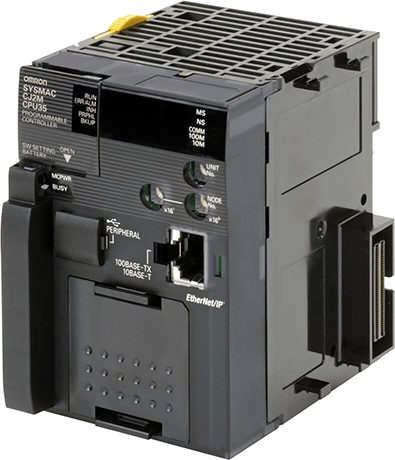 OMRON
SYSMAC
CJ2M
CPU35
PROGRAMMABLE
CONTROLLER
RUN
ERR/ALM
INH
PRPHL
BKUP
MS
NS
COMM
100M
10M
SW SETTING
BATTERY
OPEN
MCPWR
BUSY
UNIT
No.
x16¹
NODE
No.
x16⁰
PERIPHERAL
100BASE-TX
10BASE-T
EtherNet/IP